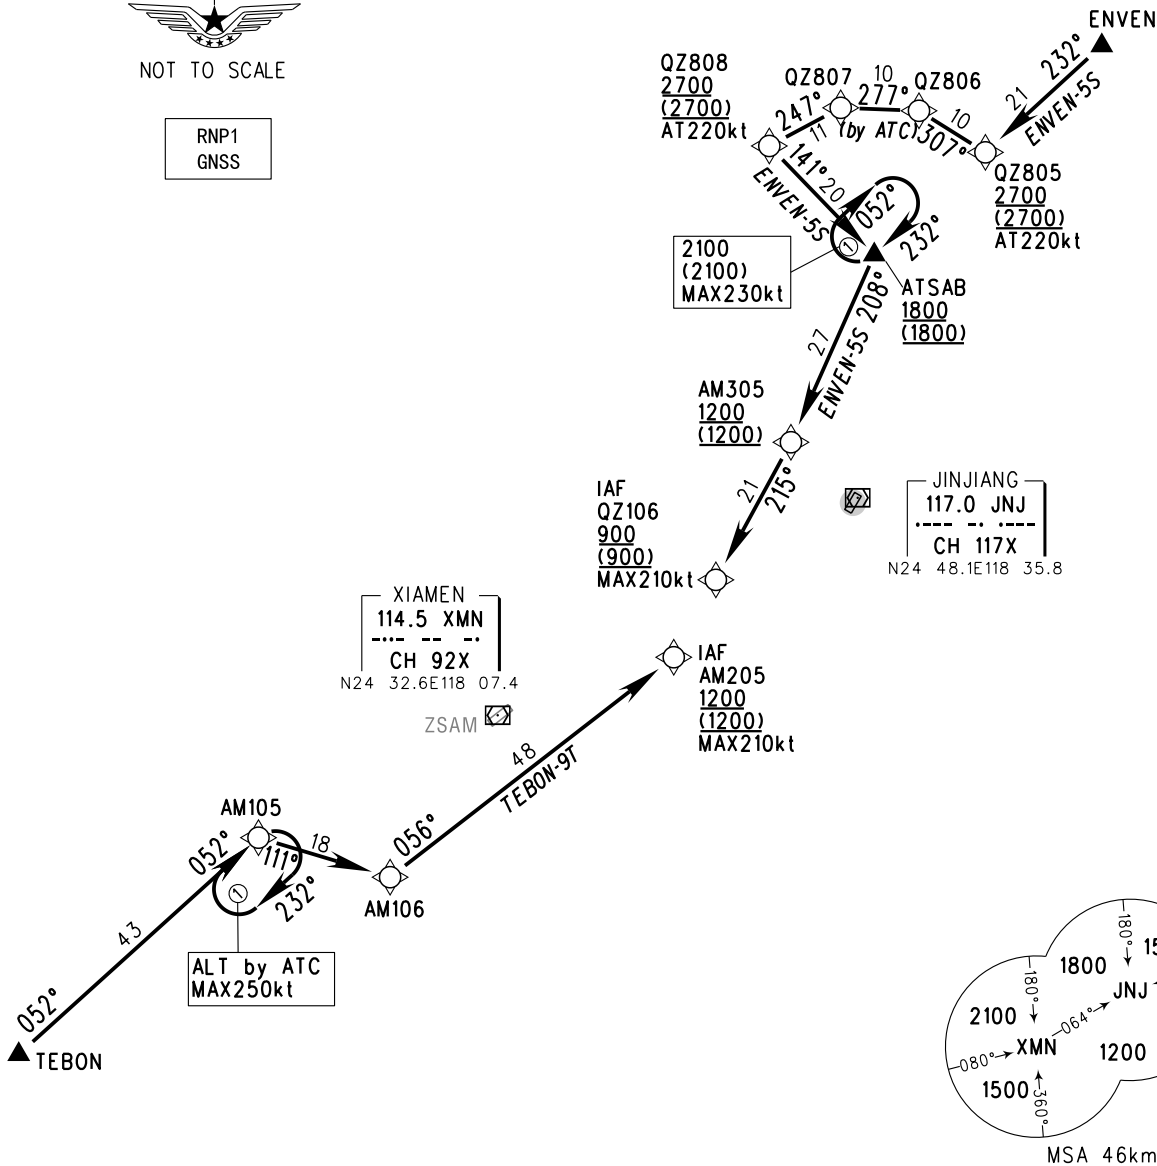 NOT TO SCALE
RNP1
GNSS
ENVEN
232°
21
ENVEN-5S
QZ808
2700
(2700)
AT220kt
QZ807
10
277°
QZ806
247°
11
(by ATC)
307°
10
QZ805
2700
(2700)
AT220kt
141°
20
ENVEN-5S
052°
232°
1
2100
(2100)
MAX230kt
ATSAB
1800
(1800)
208°
27
ENVEN-5S
AM305
1200
(1200)
21
215°
IAF
QZ106
900
(900)
MAX210kt
JINJIANG
117.0 JNJ
CH 117X
N24 48.1E118 35.8
XIAMEN
114.5 XMN
CH 92X
N24 32.6E118 07.4
ZSAM
IAF
AM205
1200
(1200)
MAX210kt
48
TEBON-9T
056°
AM105
052°
111°
18
232°
1
AM106
43
ALT by ATC
MAX250kt
052°
TEBON
180°
15
1800
180°
JNJ
2100
064°
XMN
080°
1200
1500
360°
MSA 46km